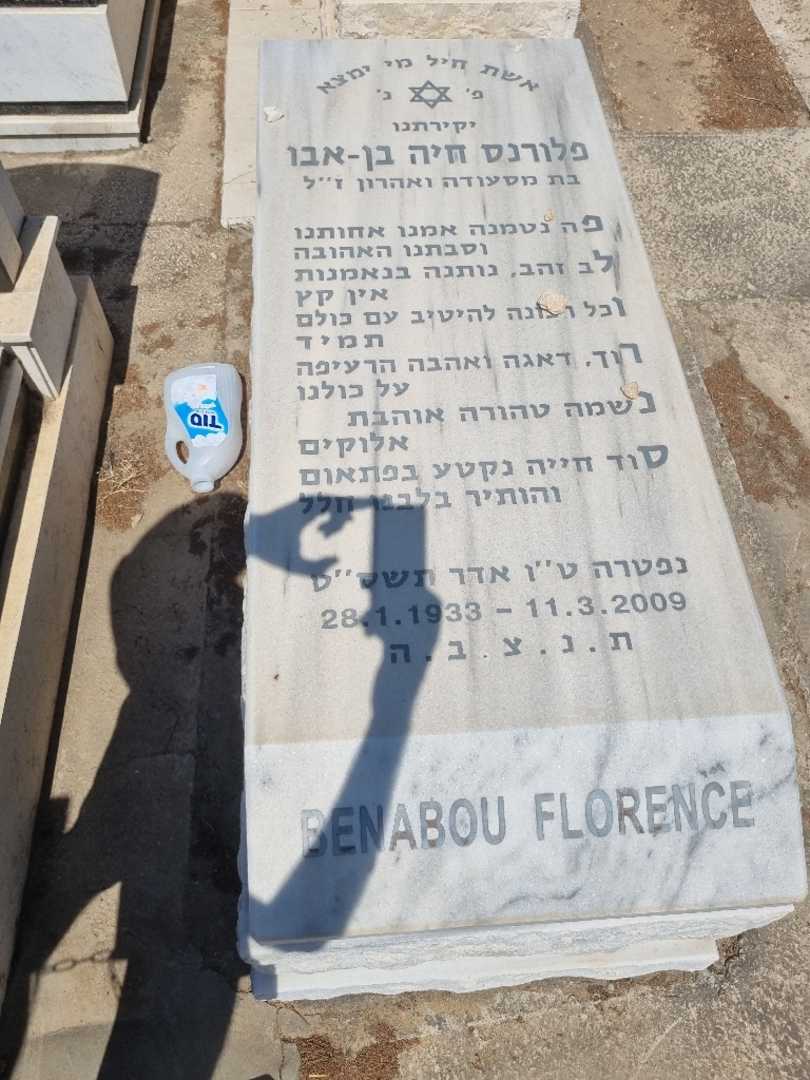 אשת חיל מי ימצא
פ' נ'
יקירתנו
פלורנס חיה בן-אבו
בת מסעודה ואהרון ז"ל
פה נטמנה אמנו אחותנו
וסבתנו האהובה
לב זהב, נותנה בנאמנות
אין קץ
וכל רצונה להיטיב עם כולם
תמיד
רוך, דאגה ואהבה הרעיפה
על כולנו
נשמה טהורה אוהבת
אלוקים
סוד חייה נקטע בפתאום
והותיר בלבנו חלל
נפטרה ט"ו אדר תשס"ט
28.1.1933 - 11.3.2009
ת.נ.צ.ב.ה
BENABOU FLORENCE
סוד